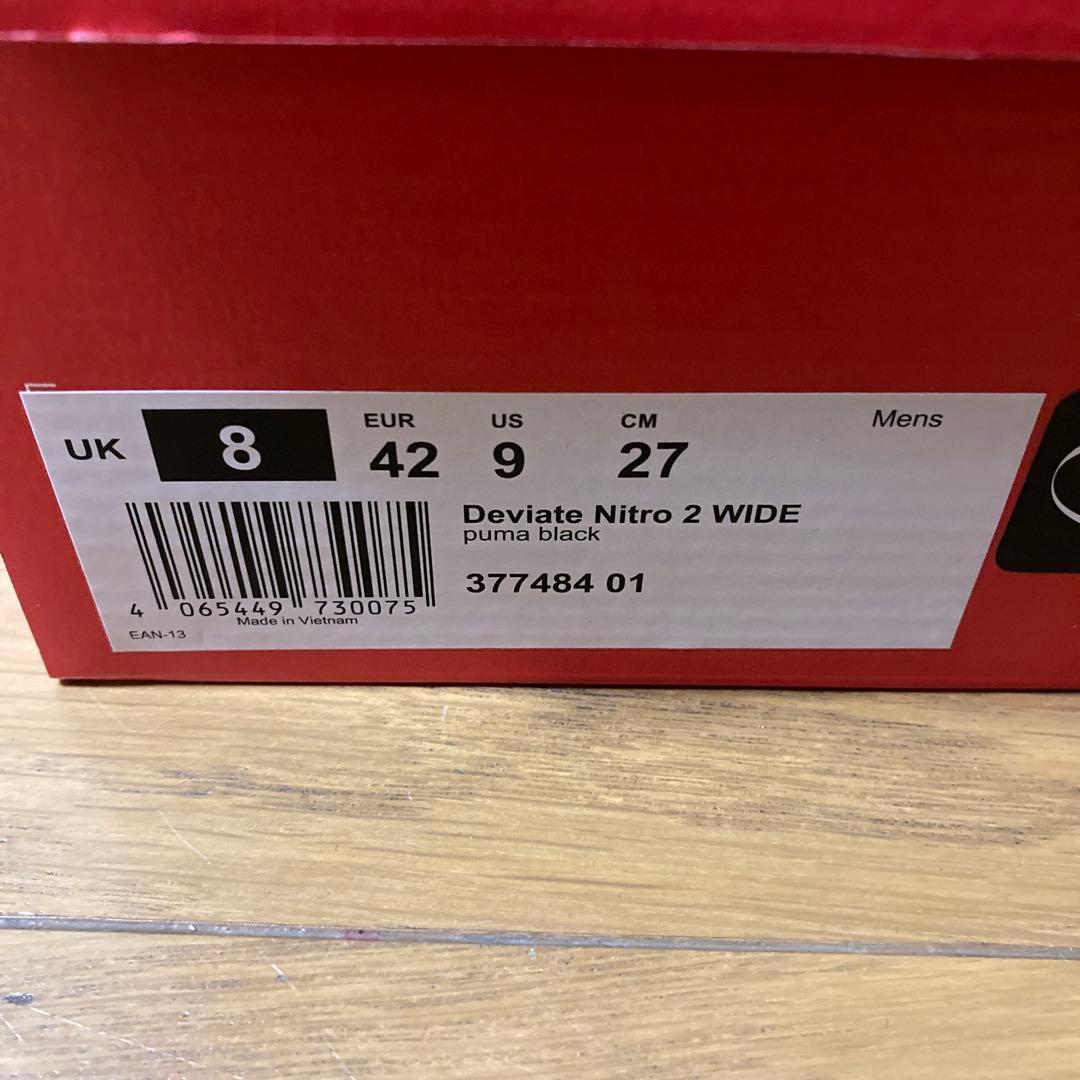 UK 8
EUR US CM Mens
42 9 27
Deviate Nitro 2 WIDE
puma black
377484 01
4 065449 730075
Made in Vietnam
EAN-13